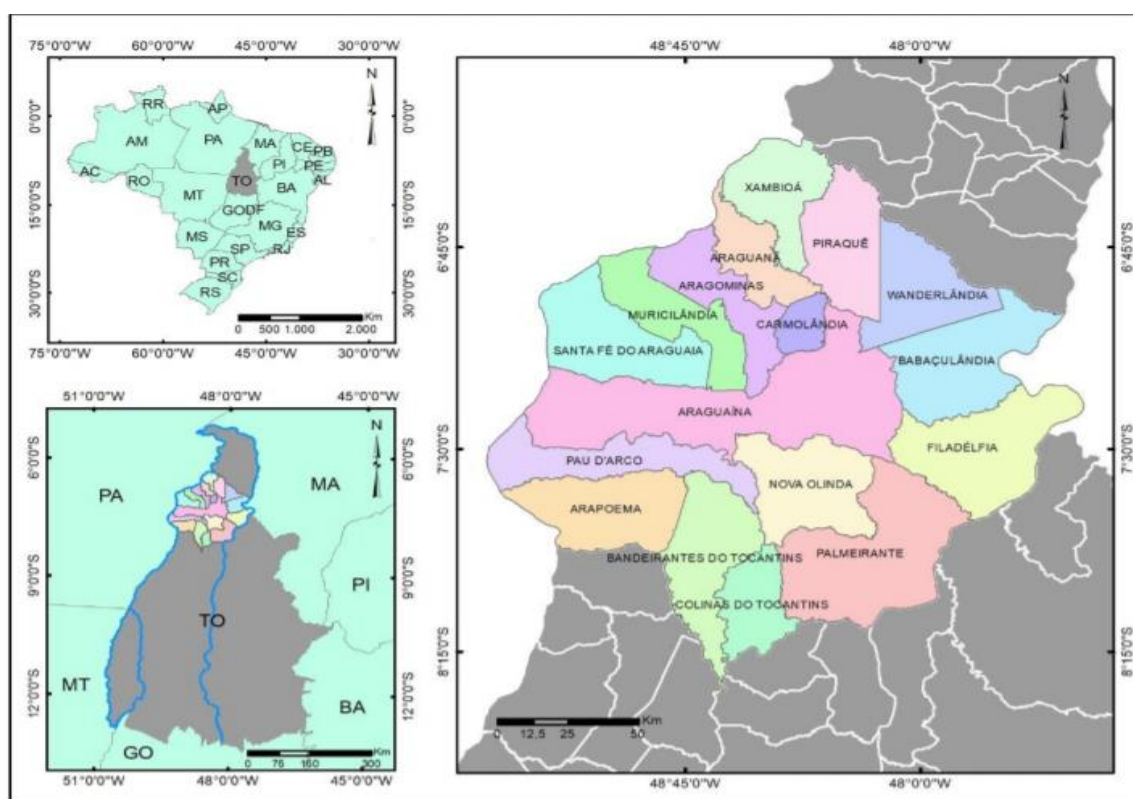 75°0'0"W 60°0'0"W 45°0'0"W 30°0'0"W
N
0°0'0"
15°0'0"S
30°0'0"S
RR
AP
AM
PA
MA
CE
PB
PI
PE
AC
TO
AL
RO
BA
MT
GO
DF
MG
ES
MS
SP
RJ
PR
SC
RS
Km
0 500 1.000 2.000
75°0'0"W 60°0'0"W 45°0'0"W 30°0'0"W
0°0'0"
15°0'0"S
30°0'0"S
51°0'0"W 48°0'0"W 45°0'0"W
N
6°0'0"S
9°0'0"S
12°0'0"S
PA
MA
PI
TO
MT
BA
GO
Km
0 75 150 300
51°0'0"W 48°0'0"W 45°0'0"W
6°0'0"S
9°0'0"S
12°0'0"S
48°45'0"W 48°0'0"W
N
6°45'0"S
7°30'0"S
8°15'0"S
XAMBIOÁ
PIRAQUÊ
ARAGUANÃ
ARAGOMINAS
WANDERLÂNDIA
MURICILÂNDIA
CARMOLÂNDIA
SANTA FÉ DO ARAGUAIA
BABAÇULÂNDIA
ARAGUAÍNA
FILADÉLFIA
PAU D'ARCO
NOVA OLINDA
ARAPOEMA
BANDEIRANTES DO TOCANTINS
PALMEIRANTE
COLINAS DO TOCANTINS
Km
0 12,5 25 50
48°45'0"W 48°0'0"W
6°45'0"S
7°30'0"S
8°15'0"S